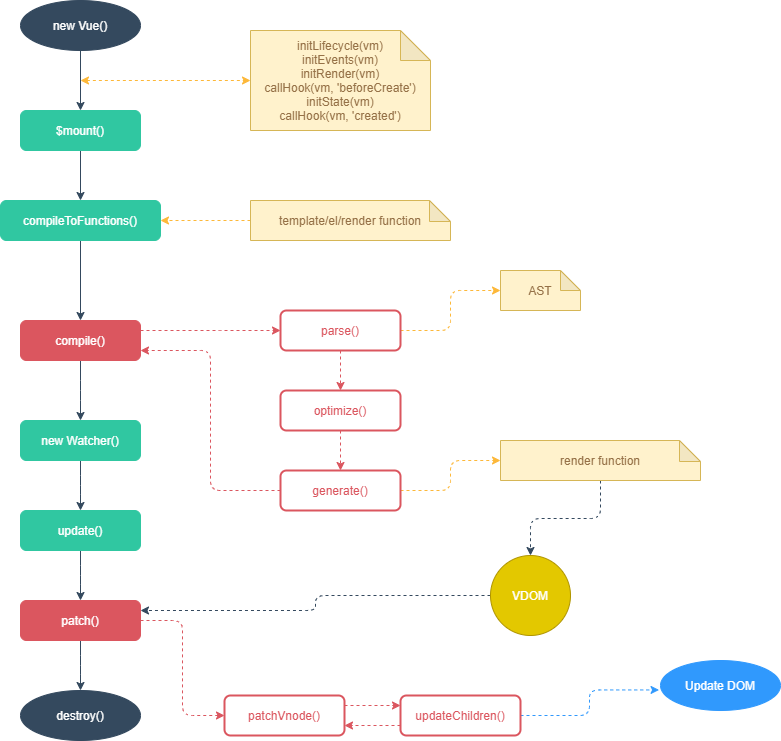 new Vue()
initLifecycle(vm)
initEvents(vm)
initRender(vm)
callHook(vm, 'beforeCreate')
initState(vm)
callHook(vm, 'created')
$mount()
compileToFunctions()
template/el/render function
AST
compile()
parse()
optimize()
new Watcher()
render function
generate()
update()
VDOM
patch()
Update DOM
destroy()
patchVnode()
updateChildren()